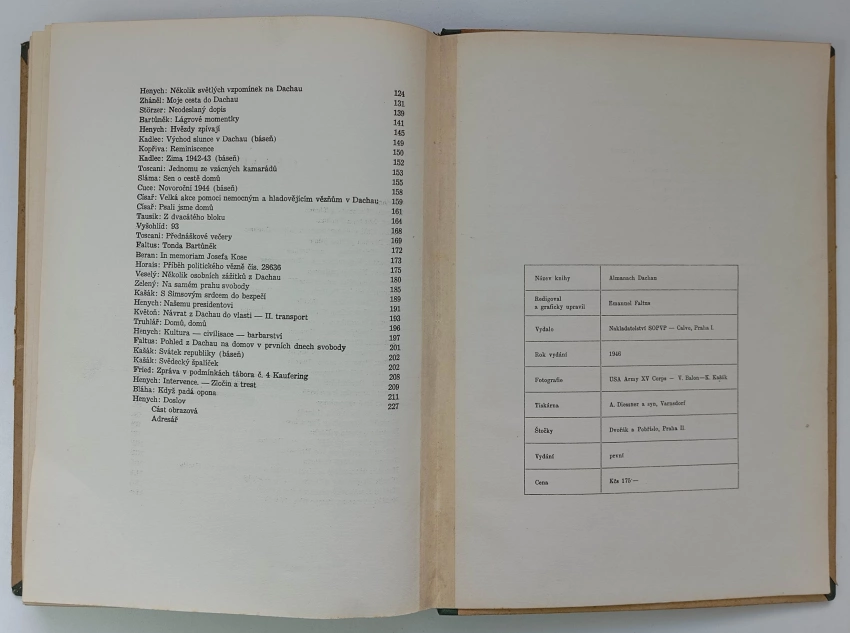 Henych: Několik světlých vzpomínek na Dachau 124
Zháněl: Moje cesta do Dachau 131
Störzer: Neodeslaný dopis 139
Bartůněk: Lágrové momentky 141
Henych: Hvězdy zpívají 145
Kadlec: Východ slunce v Dachau (báseň) 149
Kopřiva: Reminiscence 150
Kadlec: Zima 1942-43 (báseň) 152
Toscani: Jednomu ze vzácných kamarádů 153
Sláma: Sen o cestě domů 155
Cuce: Novoroční 1944 (báseň) 158
Císař: Velká akce pomoci nemocným a hladovějícím vězňům v Dachau 159
Císař: Psali jsme domů 161
Tausik: Z dvacátého bloku 164
Vyšohlíd: 93 168
Toscani: Přednáškové večery 169
Faltus: Tonda Bartůněk 172
Beran: In memoriam Josefa Kose 173
Horais: Příběh politického vězně čís. 28636 175
Veselý: Několik osobních zážitků z Dachau 180
Zelený: Na samém prahu svobody 185
Kašák: S Simsovým srdcem do bezpečí 189
Henych: Našemu presidentovi 191
Květoň: Návrat z Dachau do vlasti — II. transport 193
Truhlář: Domů, domů 196
Henych: Kultura — civilisace — barbarství 197
Faltus: Pohled z Dachau na domov v prvních dnech svobody 201
Kašák: Svátek republiky (báseň) 202
Kašák: Svědecký špalíček 202
Fried: Zpráva v podmínkách tábora č. 4 Kaufering 208
Henych: Intervence. — Zločin a trest 209
Bláha: Když padá opona 211
Henych: Doslov 227
Část obrazová
Adresář
Název knihy Almanach Dachau
Redigoval
a graficky upravil Emanuel Faltus
Vydalo Nakladatelství SOPVP — Calve, Praha I.
Rok vydání 1946
Fotografie USA Army XV Corps — V. Salon—K. Kašák
Tiskárna A. Diessner a syn, Varnsdorf
Štočky Dvořák a Pohříslo, Praha II.
Vydání první
Cena Kčs 175·—